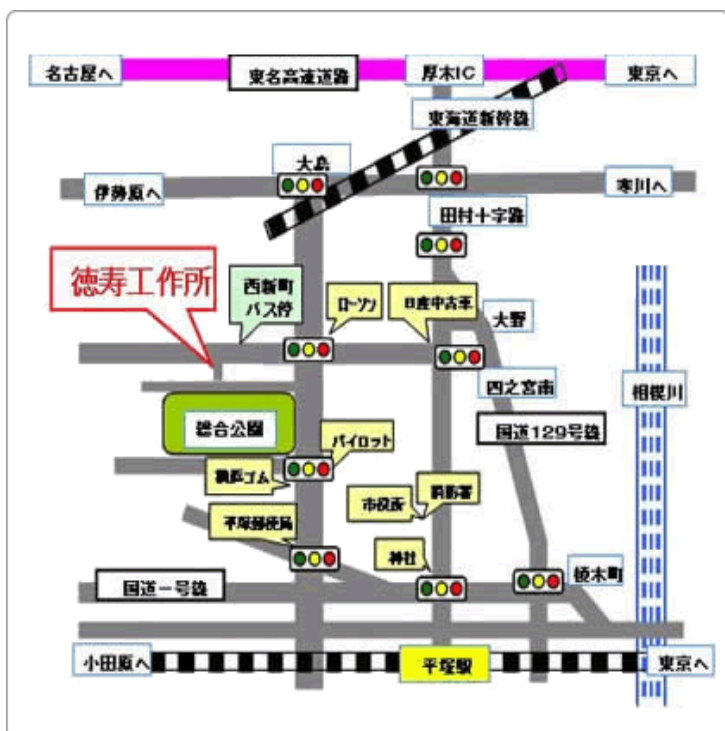 名古屋へ
東名高速道路
厚木IC
東京へ
東海道新幹線
大島
伊勢原へ
寒川へ
田村十字路
徳寿工作所
西新町
バス停
ローソン
日産中古車
大野
四之宮南
相模川
総合公園
国道129号線
パイロット
横浜ゴム
市役所
消防署
平塚郵便局
神社
国道一号線
榎木町
小田原へ
平塚駅
東京へ